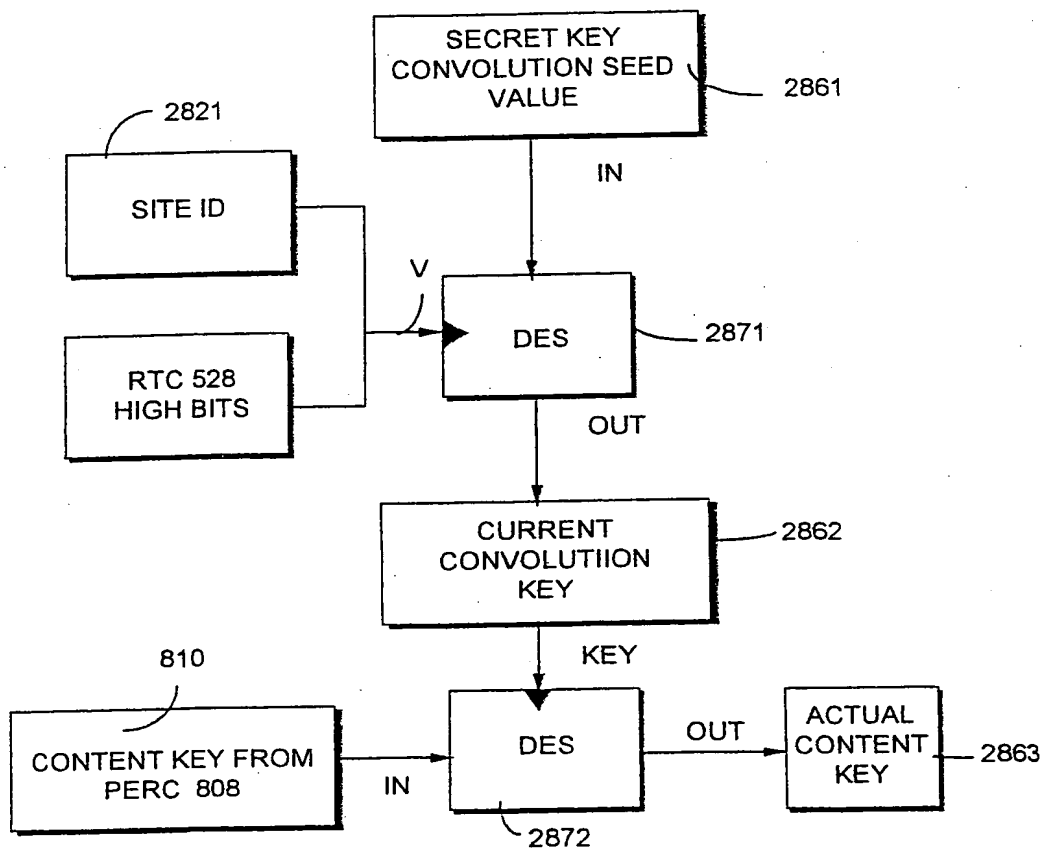 SECRET KEY
CONVOLUTION SEED
VALUE
2861
2821
IN
SITE ID
V
DES
2871
RTC 528
HIGH BITS
OUT
CURRENT
CONVOLUTIION
KEY
2862
KEY
810
CONTENT KEY FROM
PERC 808
IN
DES
OUT
ACTUAL
CONTENT
KEY
2863
2872